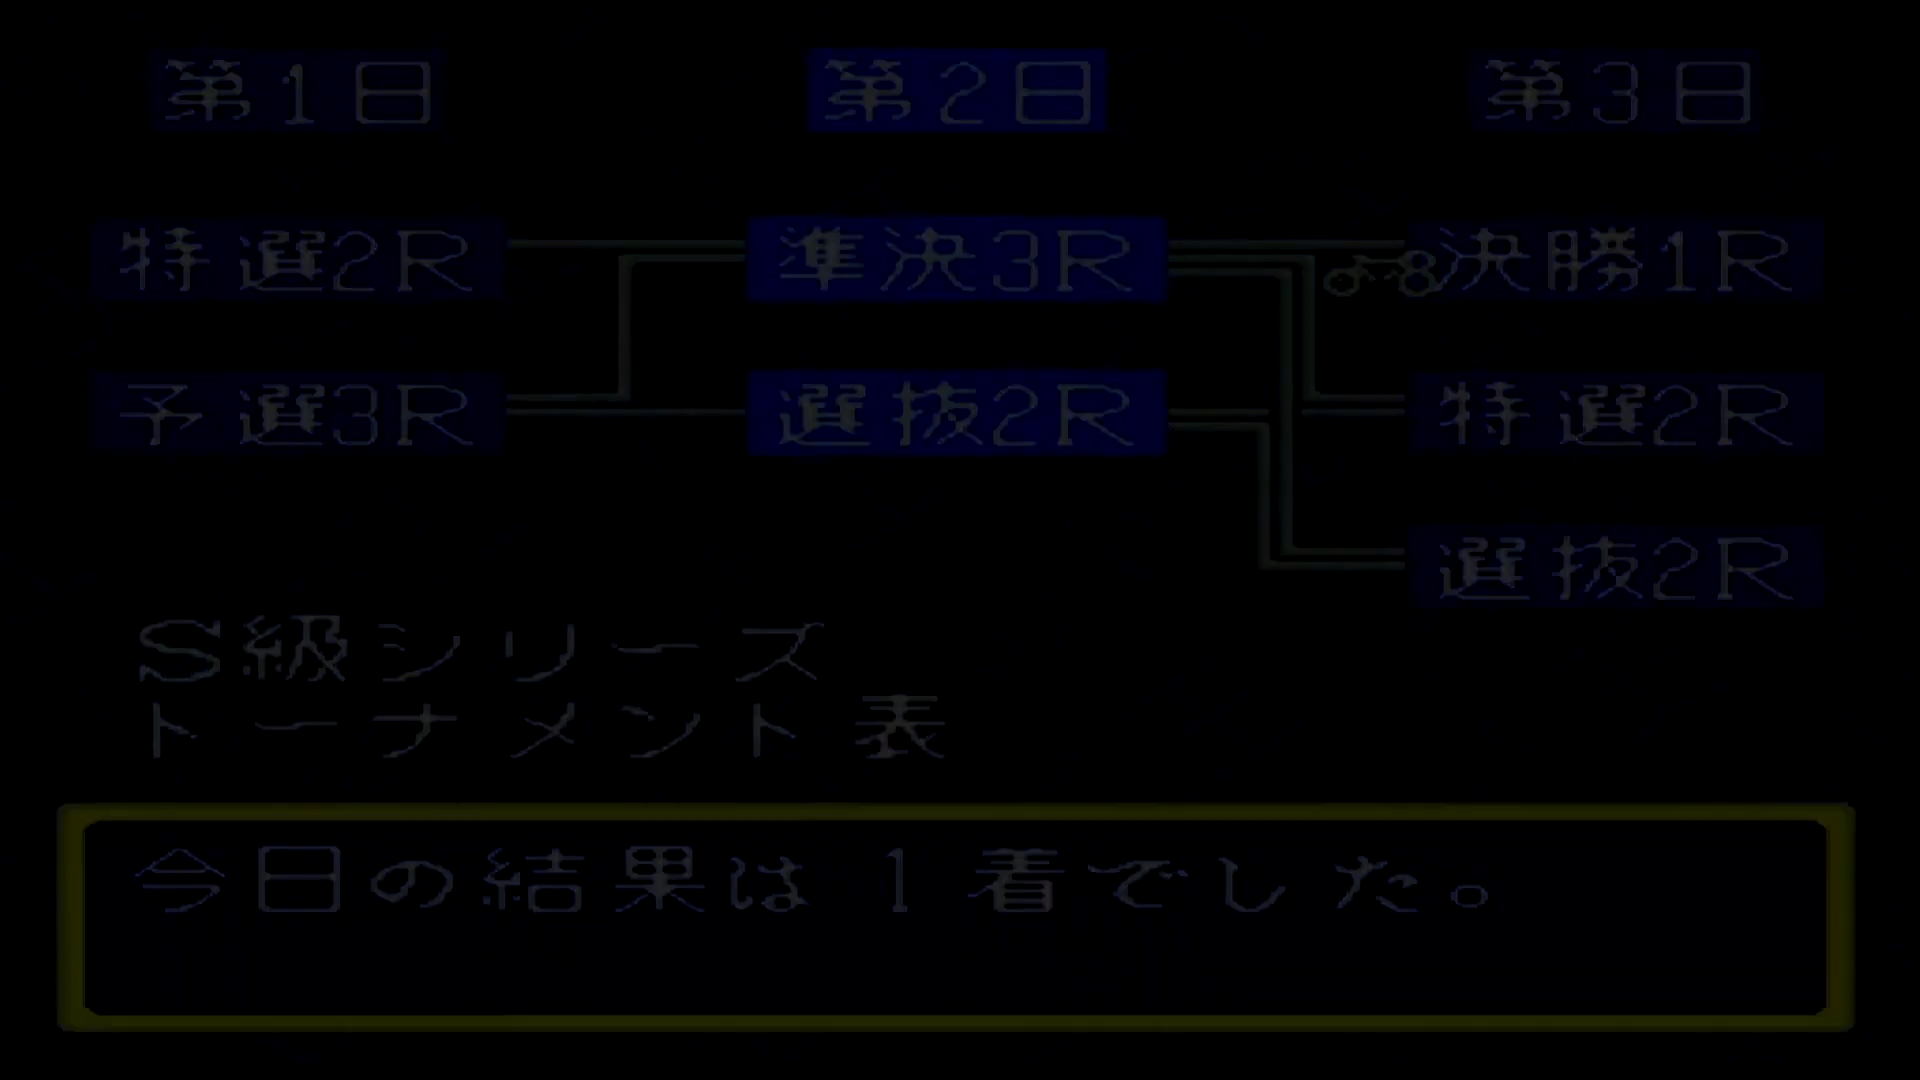 第1日 第2日 第3日
特選2R 準決3R 決勝1R
予選3R 選抜2R 特選2R
選抜2R
S級シリーズ
トーナメント表
今日の結果は 1着でした。